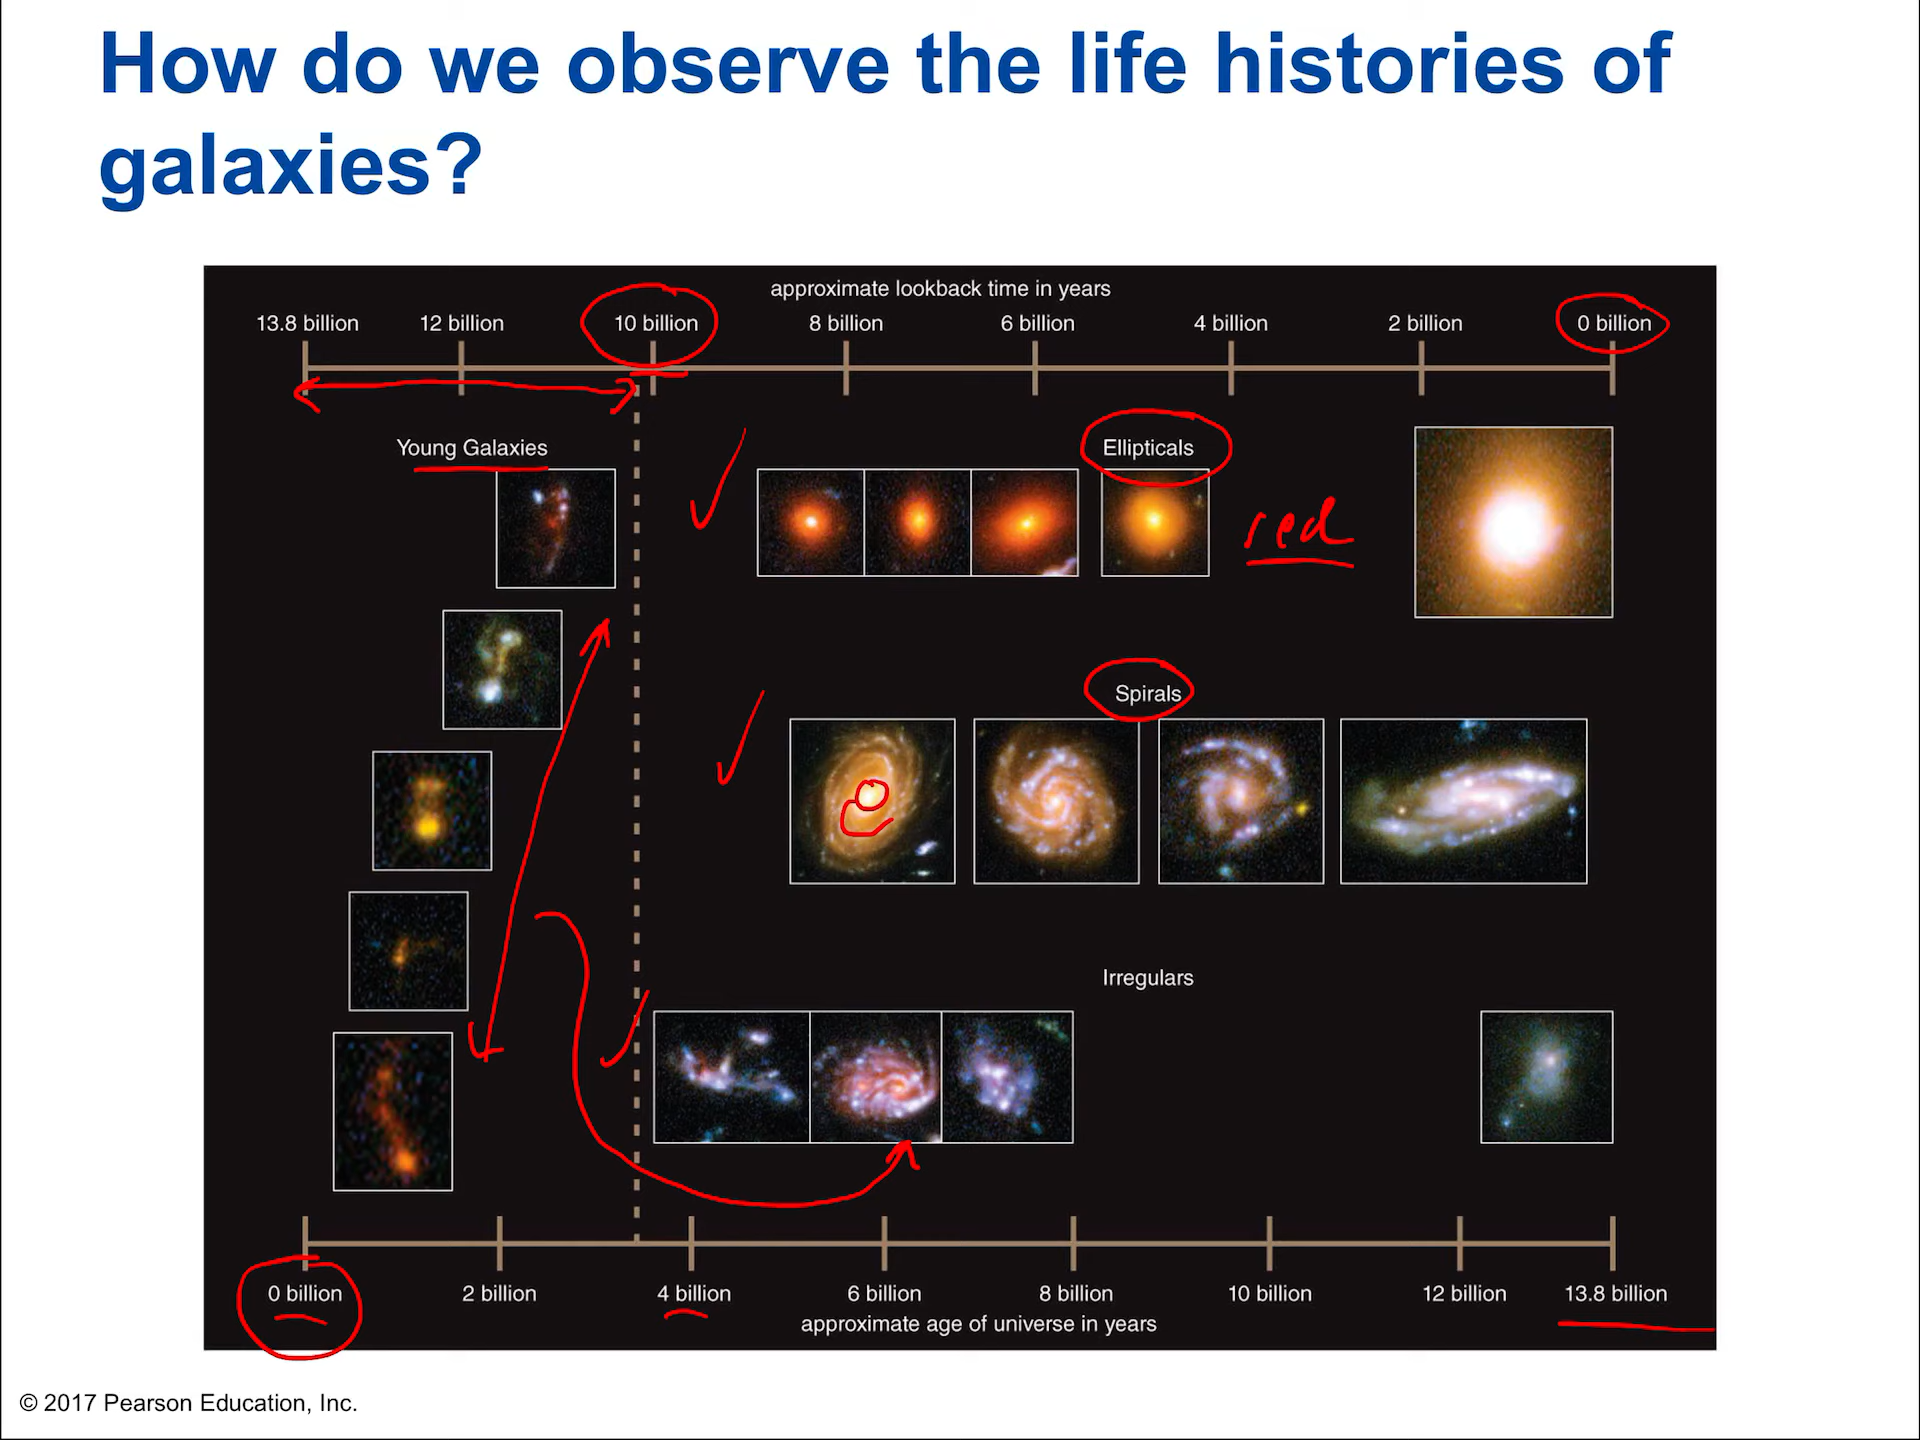 How do we observe the life histories of
galaxies?
approximate lookback time in years
13.8 billion 12 billion 10 billion 8 billion 6 billion 4 billion 2 billion 0 billion
Young Galaxies
Ellipticals
red
Spirals
Irregulars
0 billion 2 billion 4 billion 6 billion 8 billion 10 billion 12 billion 13.8 billion
approximate age of universe in years
© 2017 Pearson Education, Inc.